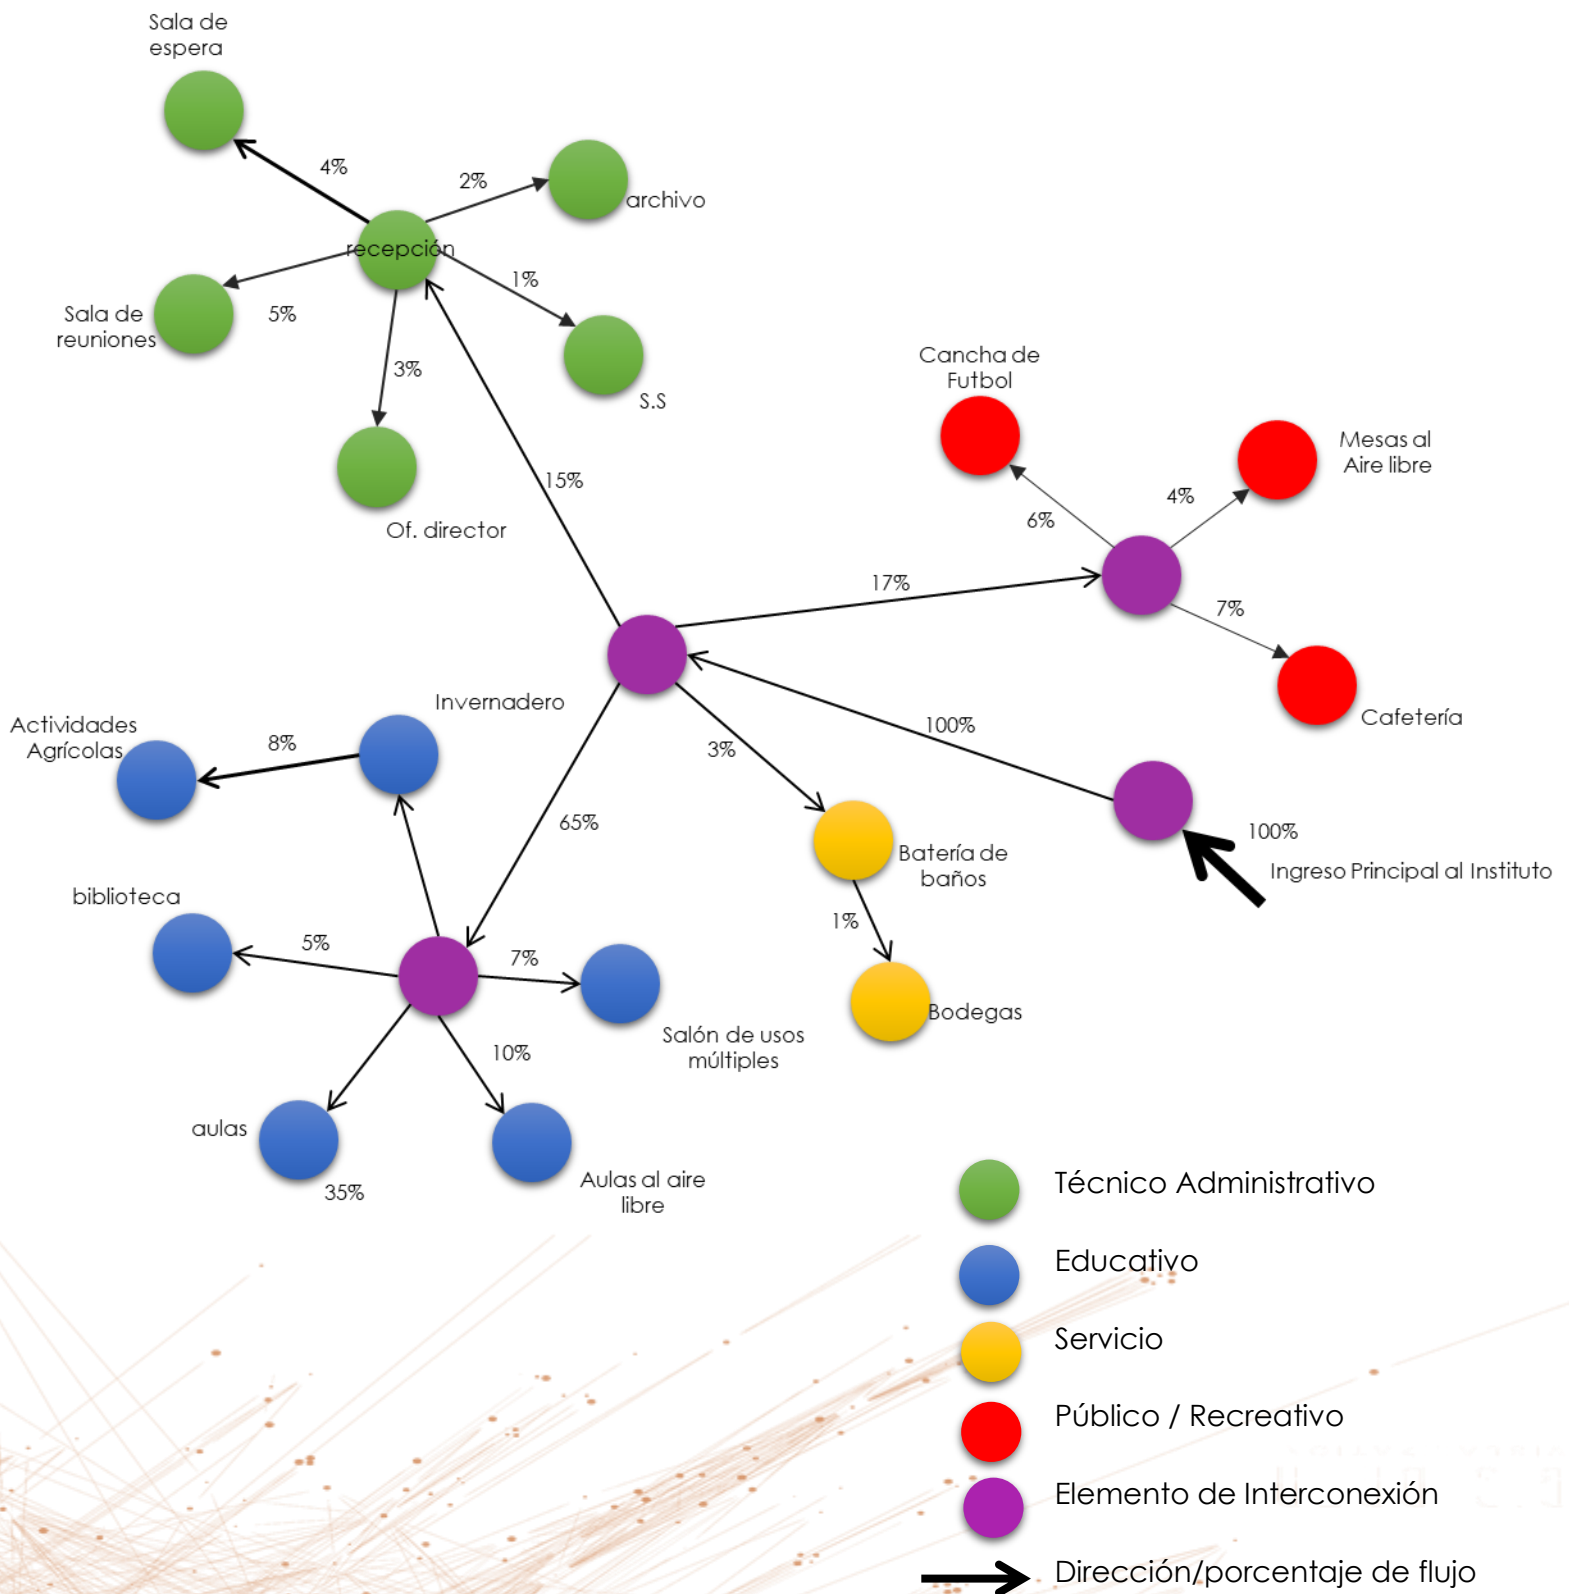 Sala de
espera
4%
2%
archivo
recepción
1%
Sala de
reuniones
5%
3%
S.S
Of. director
15%
Cancha de
Futbol
Mesas al
Aire libre
4%
6%
17%
7%
Cafetería
Invernadero
Actividades
Agrícolas
8%
100%
3%
65%
100%
Ingreso Principal al Instituto
Batería de
baños
1%
Bodegas
biblioteca
5%
7%
Salón de usos
múltiples
10%
aulas
35%
Aulas al aire
libre
Técnico Administrativo
Educativo
Servicio
Público / Recreativo
Elemento de Interconexión
Dirección/porcentaje de flujo